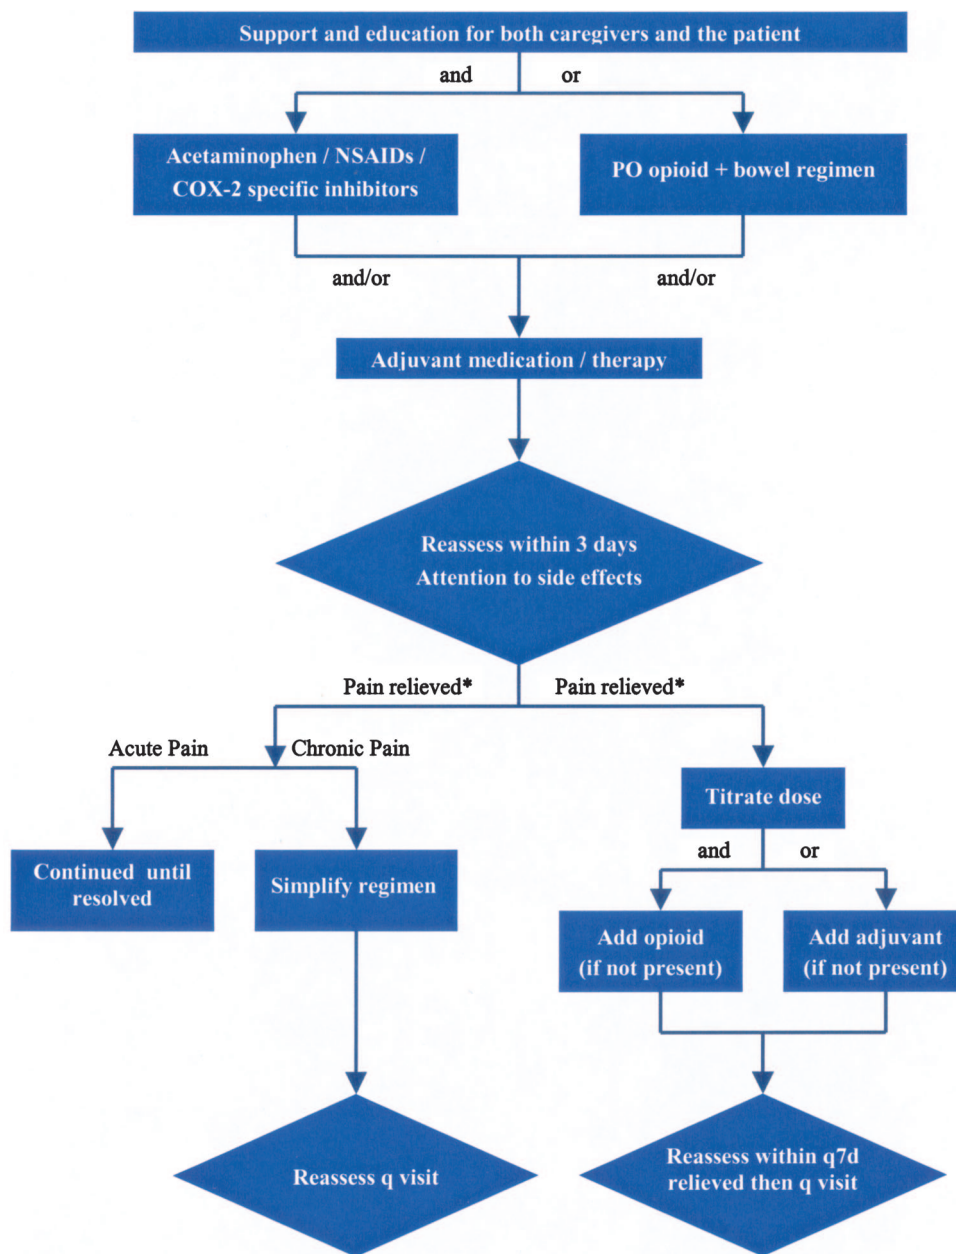 Support and education for both caregivers and the patient
and or
Acetaminophen / NSAIDs /
COX-2 specific inhibitors
PO opioid + bowel regimen
and/or and/or
Adjuvant medication / therapy
Reassess within 3 days
Attention to side effects
Pain relieved* Pain relieved*
Acute Pain Chronic Pain
Continued until
resolved
Simplify regimen
Titrate dose
and or
Add opioid
(if not present)
Add adjuvant
(if not present)
Reassess q visit
Reassess within q7d
relieved then q visit